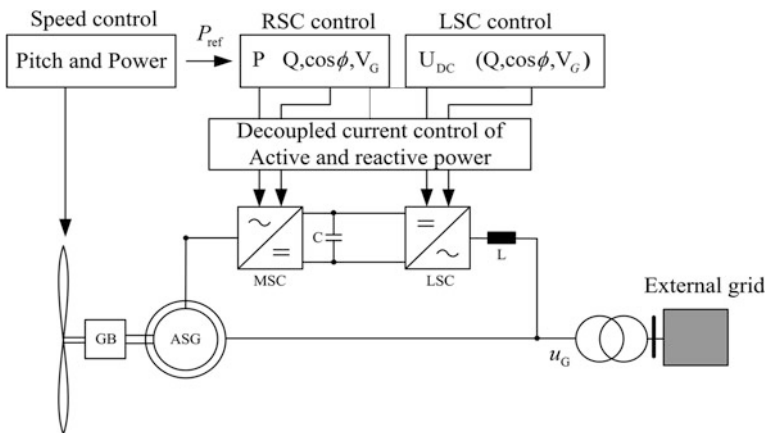 Speed control
RSC control
LSC control
Pitch and Power
P_ref
P Q,cosϕ,V_G
U_DC (Q,cosϕ,V_G)
Decoupled current control of
Active and reactive power
C
MSC
LSC
L
External grid
GB
ASG
u_G